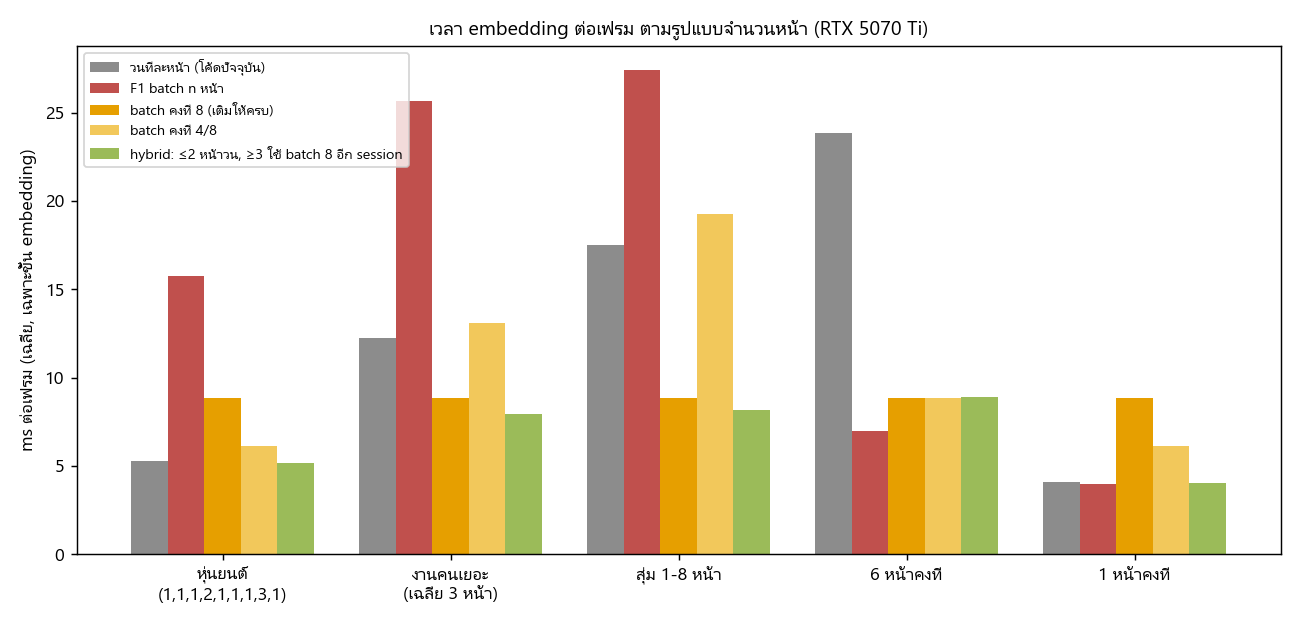 เวลา embedding ต่อเฟรม ตามรูปแบบจำนวนหน้า (RTX 5070 Ti)
วนทีละหน้า (โค้ดปัจจุบัน)
F1 batch n หน้า
batch คงที่ 8 (เติมให้ครบ)
batch คงที่ 4/8
hybrid: ≤2 หน้าวน, ≥3 ใช้ batch 8 อีก session
ms ต่อเฟรม (เฉลี่ย, เฉพาะขั้น embedding)
25
20
15
10
5
0
หุ่นยนต์
(1,1,1,2,1,1,1,3,1)
งานคนเยอะ
(เฉลี่ย 3 หน้า)
สุ่ม 1-8 หน้า
6 หน้าคงที่
1 หน้าคงที่